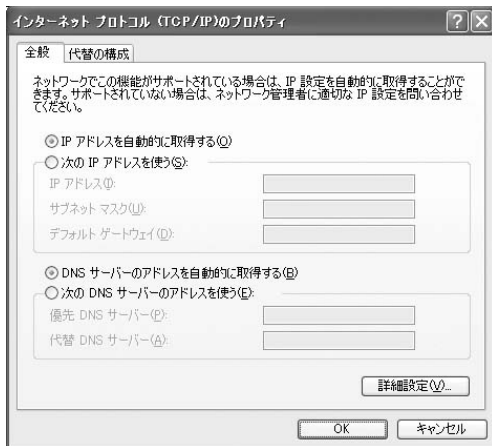 インターネット プロトコル (TCP/IP)のプロパティ
全般 代替の構成
ネットワークでこの機能がサポートされている場合は、IP 設定を自動的に取得することがで
きます。サポートされていない場合は、ネットワーク管理者に適切な IP 設定を問い合わせ
てください。
IP アドレスを自動的に取得する(O)
次の IP アドレスを使う(S):
IP アドレス(I):
サブネット マスク(U):
デフォルト ゲートウェイ(D):
DNS サーバーのアドレスを自動的に取得する(B)
次の DNS サーバーのアドレスを使う(E):
優先 DNS サーバー(P):
代替 DNS サーバー(A):
詳細設定(V)...
OK キャンセル